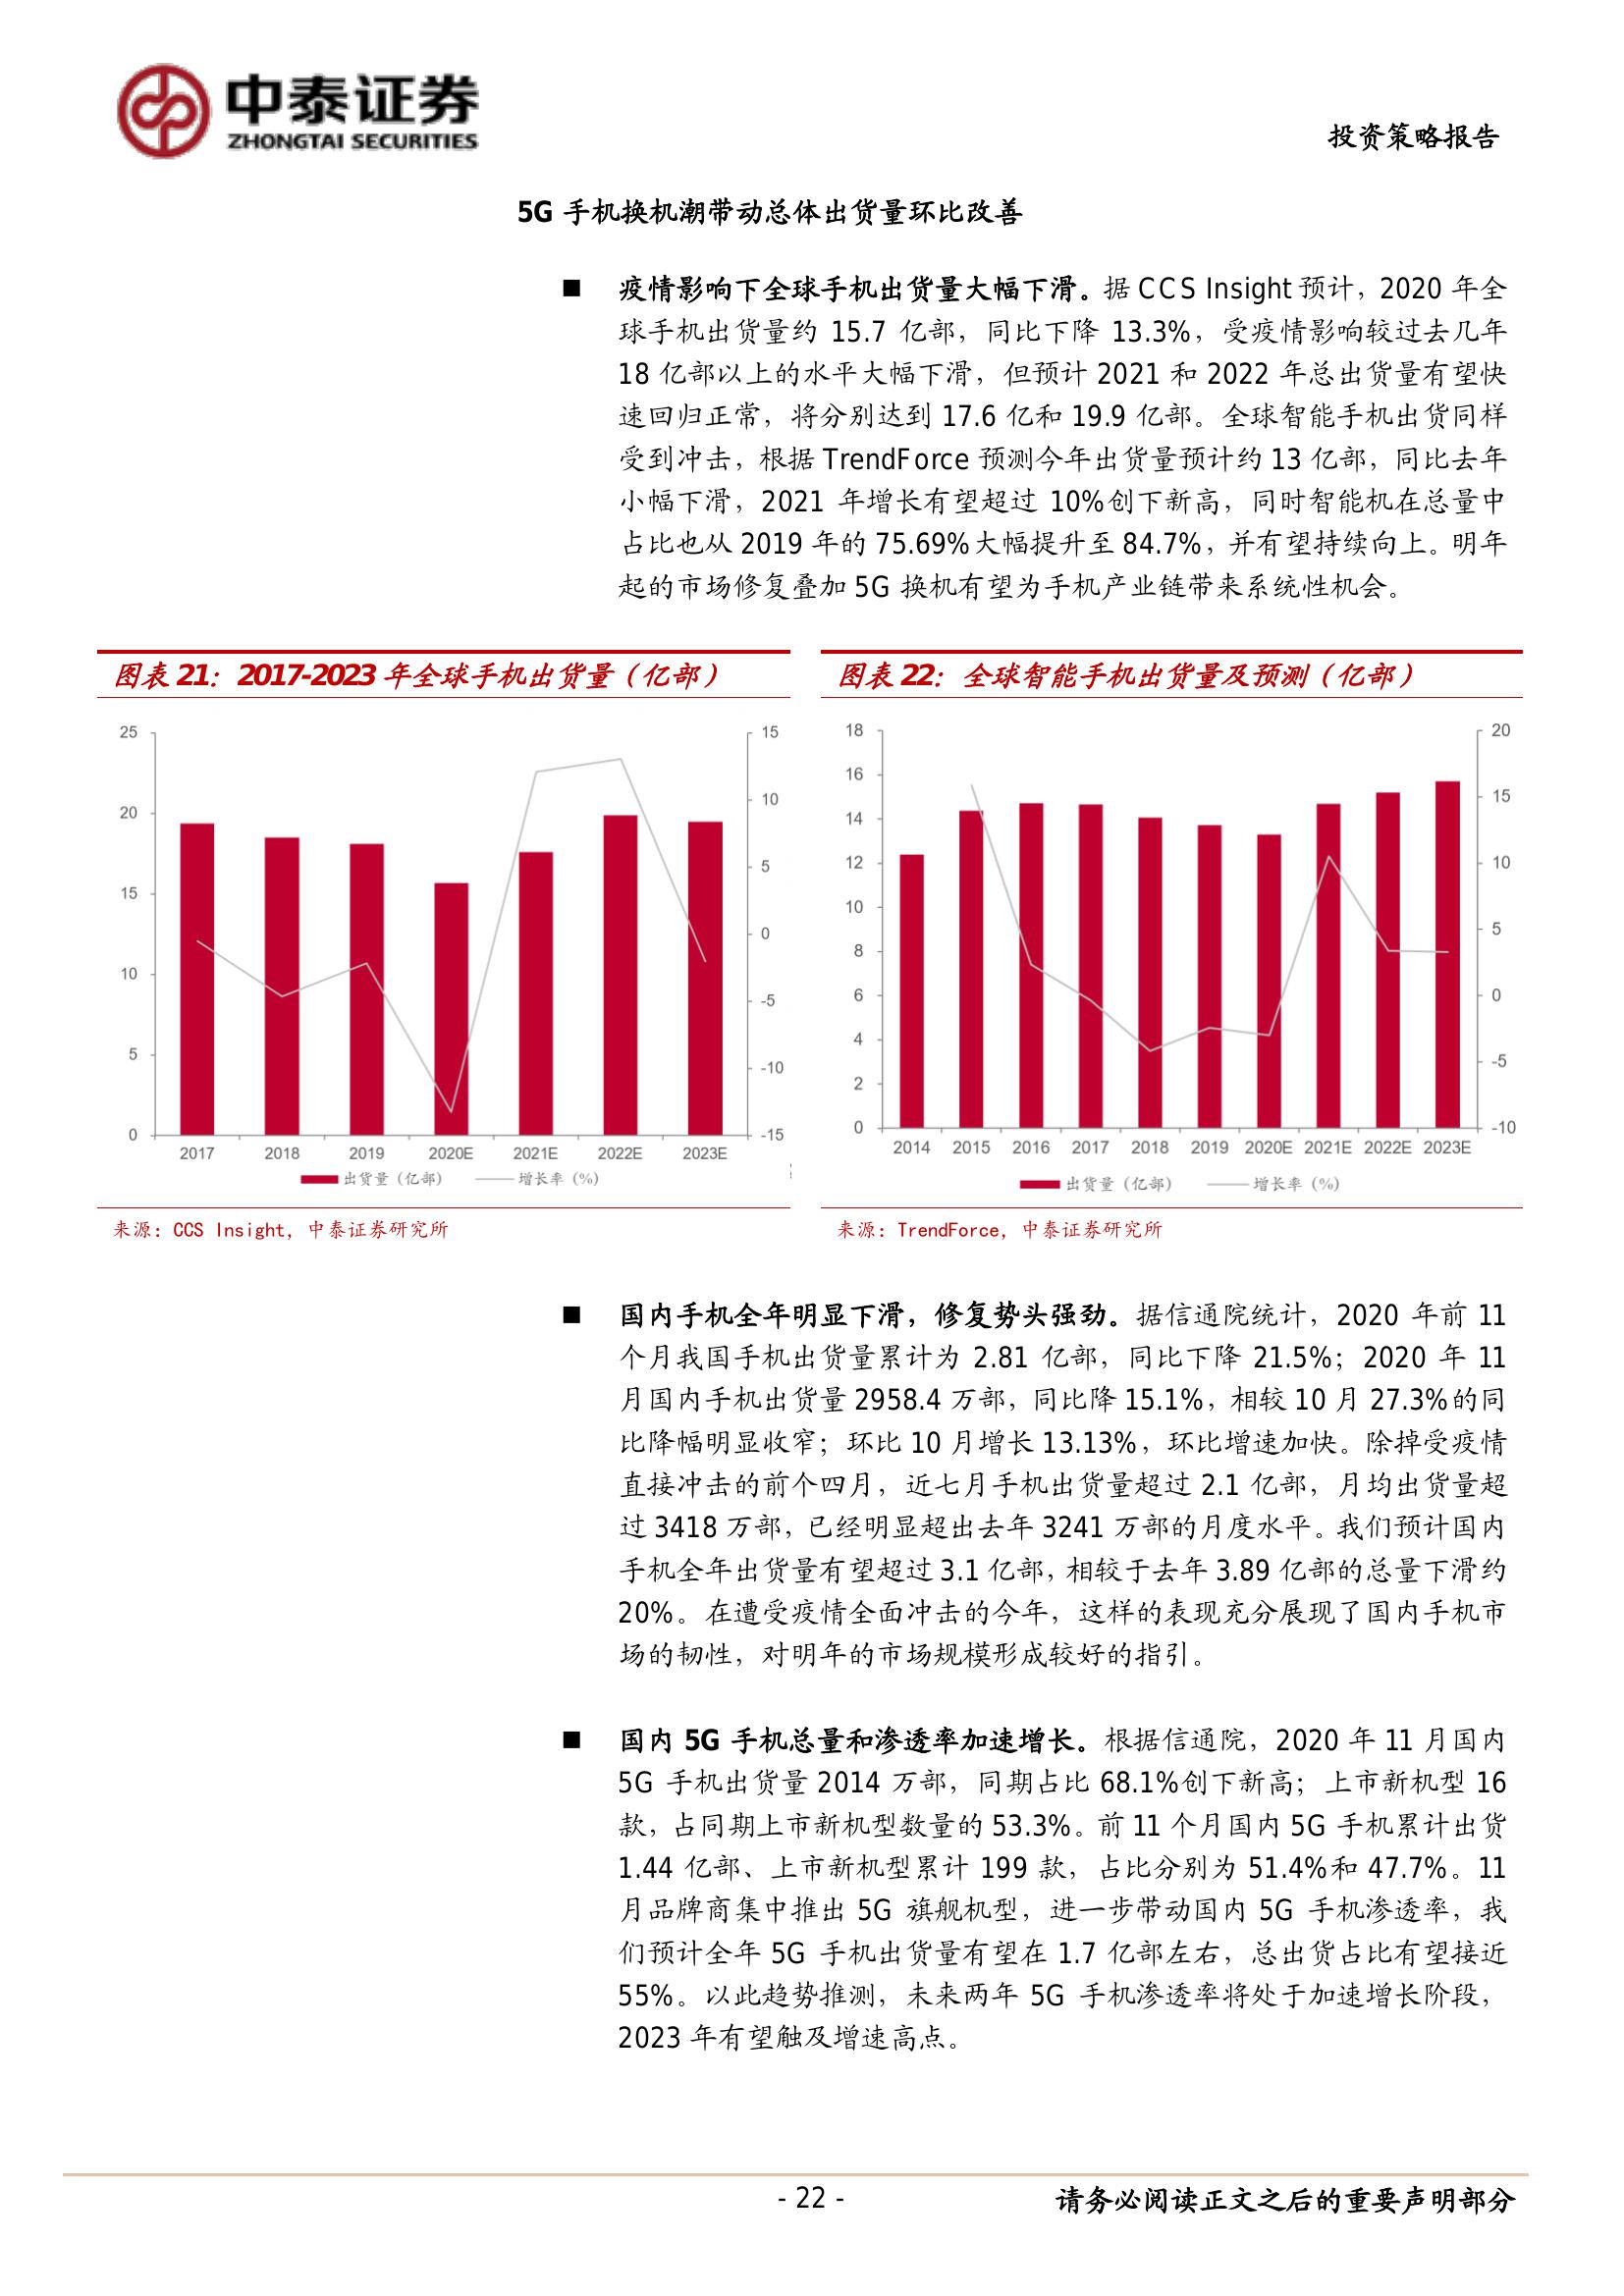 中泰证券
ZHONGTAI SECURITIES
投资策略报告
5G 手机换机潮带动总体出货量环比改善
■ 疫情影响下全球手机出货量大幅下滑。据 CCS Insight 预计，2020 年全
球手机出货量约 15.7 亿部，同比下降 13.3%，受疫情影响较过去几年
18 亿部以上的水平大幅下滑，但预计 2021 和 2022 年总出货量有望快
速回归正常，将分别达到 17.6 亿和 19.9 亿部。全球智能手机出货同样
受到冲击，根据 TrendForce 预测今年出货量预计约 13 亿部，同比去年
小幅下滑，2021 年增长有望超过 10%创下新高，同时智能机在总量中
占比也从 2019 年的 75.69%大幅提升至 84.7%，并有望持续向上。明年
起的市场修复叠加 5G 换机有望为手机产业链带来系统性机会。
图表 21：2017-2023 年全球手机出货量（亿部）
25
20
15
10
5
0
15
10
5
0
-5
-10
-15
2017 2018 2019 2020E 2021E 2022E 2023E
出货量（亿部） 增长率（%）
来源：CCS Insight，中泰证券研究所
图表 22：全球智能手机出货量及预测（亿部）
18
16
14
12
10
8
6
4
2
0
20
15
10
5
0
-5
-10
2014 2015 2016 2017 2018 2019 2020E 2021E 2022E 2023E
出货量（亿部） 增长率（%）
来源：TrendForce，中泰证券研究所
■ 国内手机全年明显下滑，修复势头强劲。据信通院统计，2020 年前 11
个月我国手机出货量累计为 2.81 亿部，同比下降 21.5%；2020 年 11
月国内手机出货量 2958.4 万部，同比降 15.1%，相较 10 月 27.3%的同
比降幅明显收窄；环比 10 月增长 13.13%，环比增速加快。除掉受疫情
直接冲击的前个四月，近七月手机出货量超过 2.1 亿部，月均出货量超
过 3418 万部，已经明显超出去年 3241 万部的月度水平。我们预计国内
手机全年出货量有望超过 3.1 亿部，相较于去年 3.89 亿部的总量下滑约
20%。在遭受疫情全面冲击的今年，这样的表现充分展现了国内手机市
场的韧性，对明年的市场规模形成较好的指引。
■ 国内 5G 手机总量和渗透率加速增长。根据信通院，2020 年 11 月国内
5G 手机出货量 2014 万部，同期占比 68.1%创下新高；上市新机型 16
款，占同期上市新机型数量的 53.3%。前 11 个月国内 5G 手机累计出货
1.44 亿部、上市新机型累计 199 款，占比分别为 51.4%和 47.7%。11
月品牌商集中推出 5G 旗舰机型，进一步带动国内 5G 手机渗透率，我
们预计全年 5G 手机出货量有望在 1.7 亿部左右，总出货占比有望接近
55%。以此趋势推测，未来两年 5G 手机渗透率将处于加速增长阶段，
2023 年有望触及增速高点。
- 22 -
请务必阅读正文之后的重要声明部分